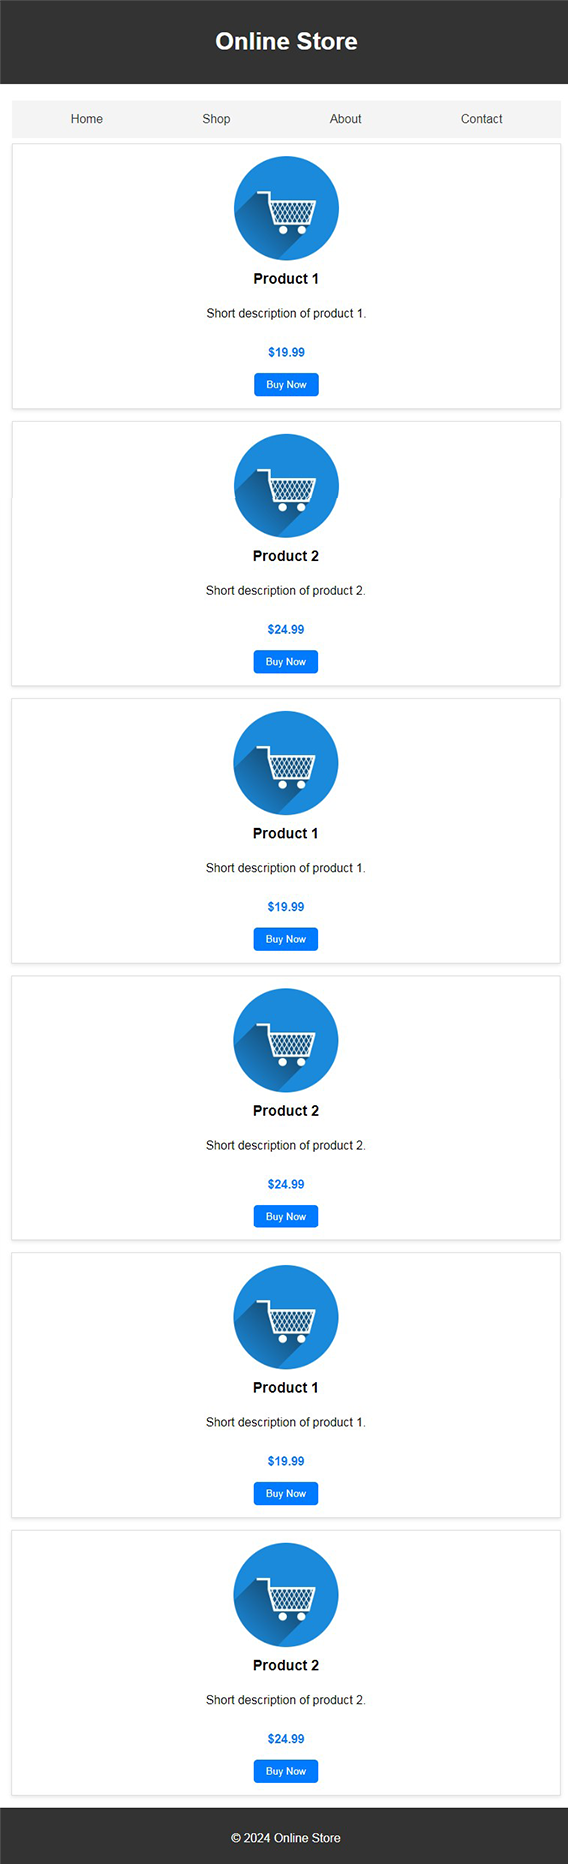 Online Store
Home Shop About Contact
Product 1
Short description of product 1.
$19.99
Buy Now
Product 2
Short description of product 2.
$24.99
Buy Now
Product 1
Short description of product 1.
$19.99
Buy Now
Product 2
Short description of product 2.
$24.99
Buy Now
Product 1
Short description of product 1.
$19.99
Buy Now
Product 2
Short description of product 2.
$24.99
Buy Now
© 2024 Online Store